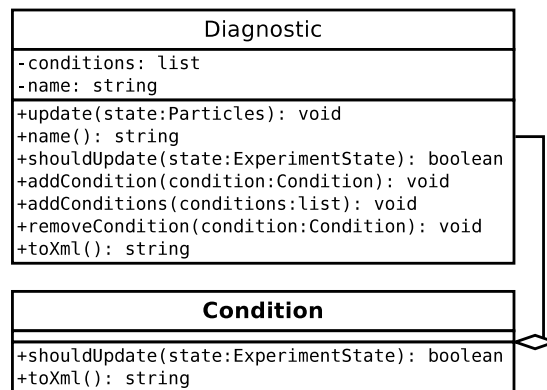 Diagnostic
-conditions: list
-name: string
+update(state:Particles): void
+name(): string
+shouldUpdate(state:ExperimentState): boolean
+addCondition(condition:Condition): void
+addConditions(conditions:list): void
+removeCondition(condition:Condition): void
+toXml(): string
Condition
+shouldUpdate(state:ExperimentState): boolean
+toXml(): string